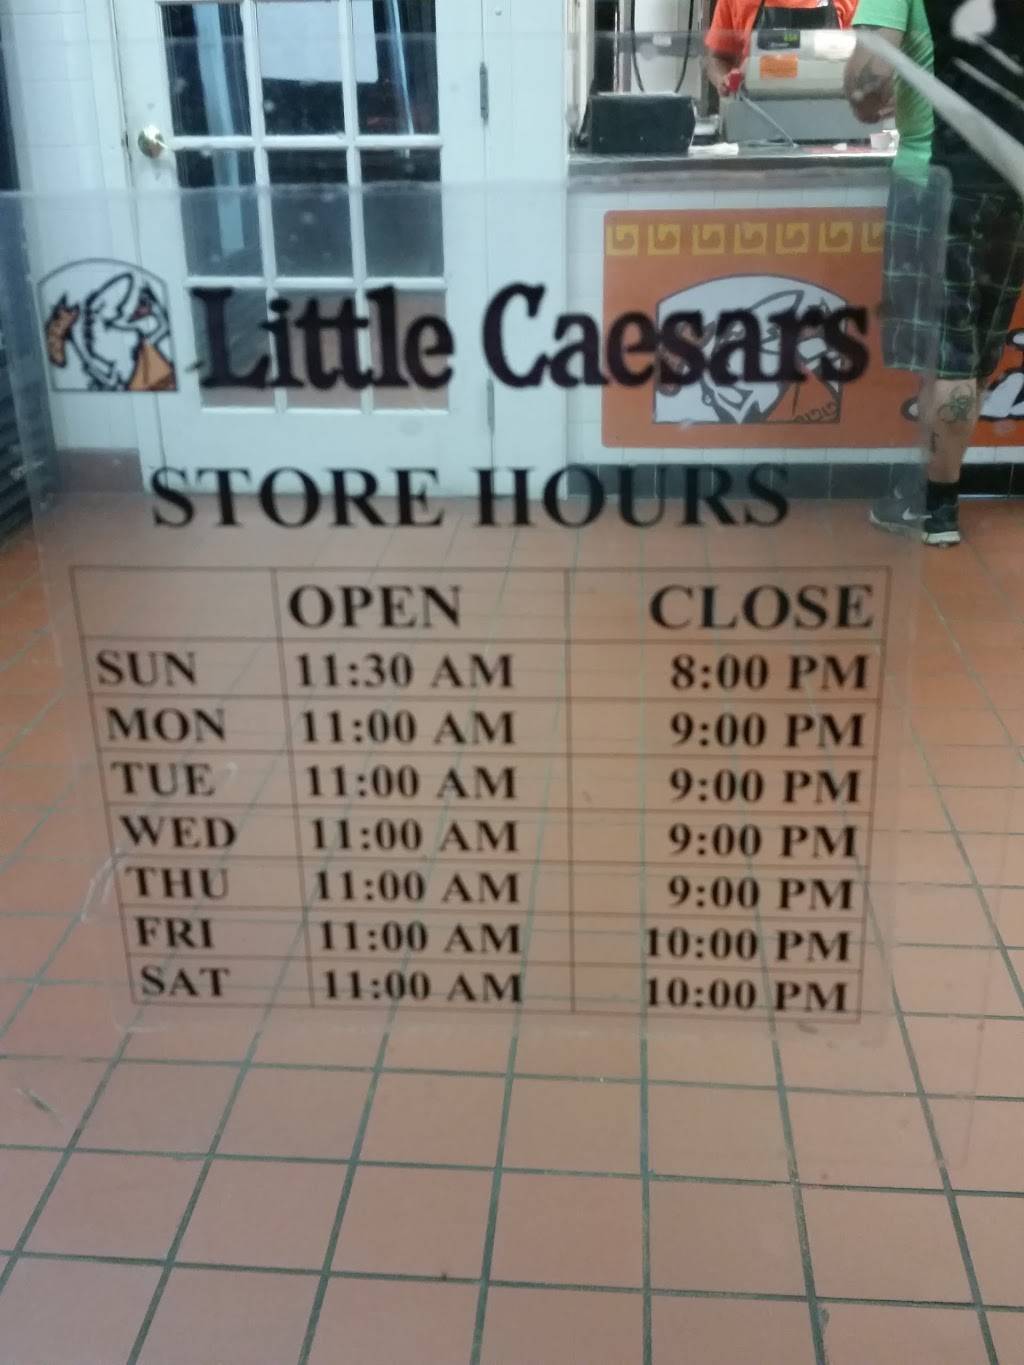 Little Caesars
STORE HOURS
OPEN CLOSE
SUN 11:30 AM 8:00 PM
MON 11:00 AM 9:00 PM
TUE 11:00 AM 9:00 PM
WED 11:00 AM 9:00 PM
THU 11:00 AM 9:00 PM
FRI 11:00 AM 10:00 PM
SAT 11:00 AM 10:00 PM